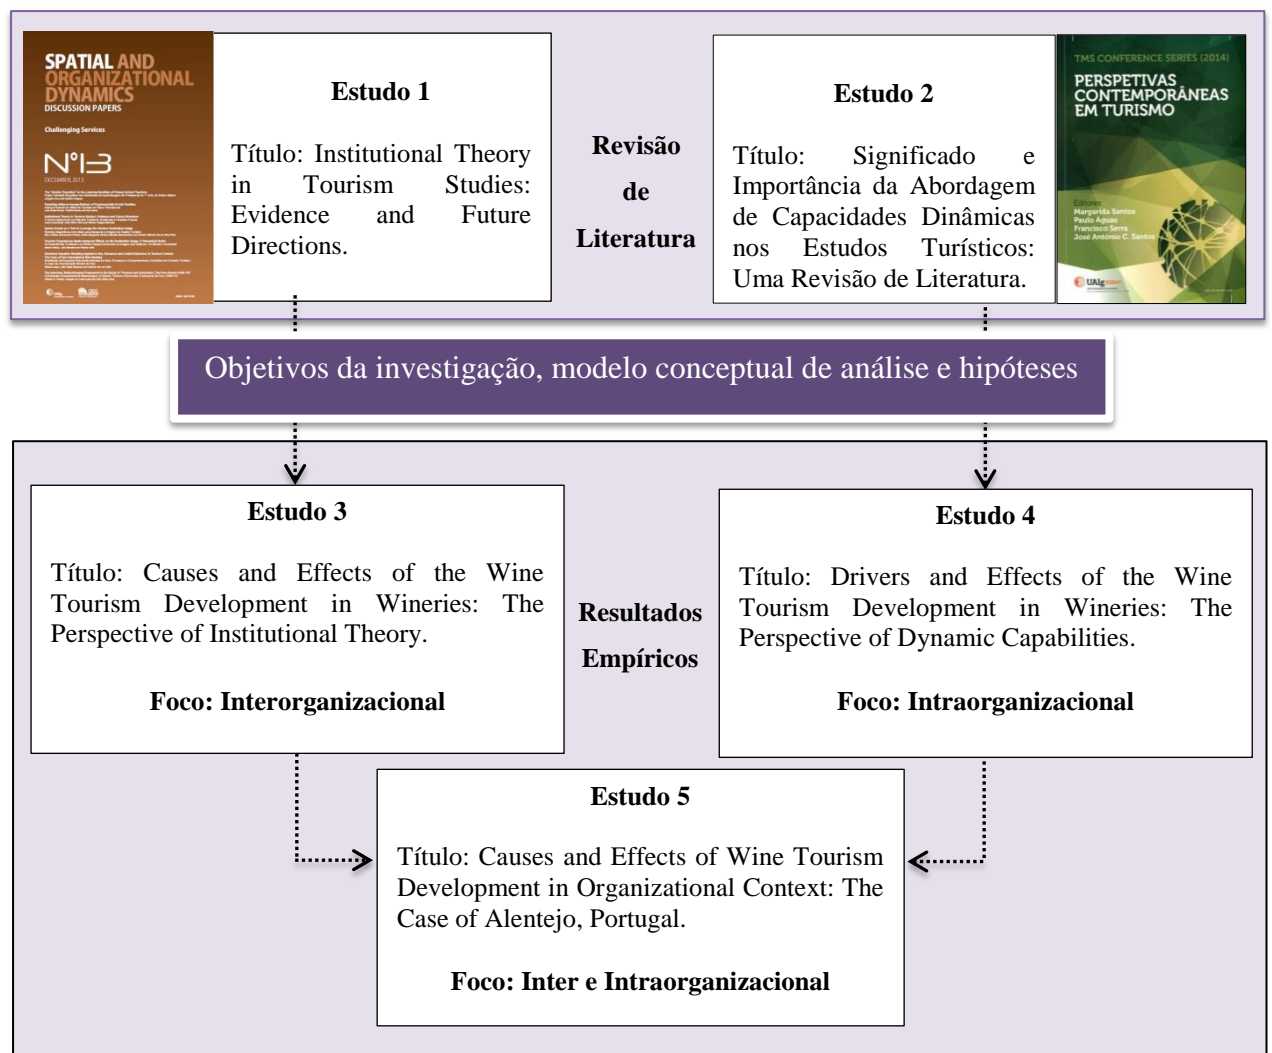 SPATIAL AND
ORGANIZATIONAL
DYNAMICS
DISCUSSION PAPERS
Challenging Services
Nº13
DECEMBER, 2013
Estudo 1
Título: Institutional Theory
in Tourism Studies:
Evidence and Future
Directions.
Revisão
de
Literatura
Estudo 2
Título: Significado e
Importância da Abordagem
de Capacidades Dinâmicas
nos Estudos Turísticos:
Uma Revisão de Literatura.
TMS CONFERENCE SERIES (2014)
PERSPETIVAS
CONTEMPORÂNEAS
EM TURISMO
Editores
Margarida Santos
Paulo Águas
Francisco Serra
José António C. Santos
UAlg
Objetivos da investigação, modelo conceptual de análise e hipóteses
Estudo 3
Título: Causes and Effects of the Wine
Tourism Development in Wineries: The
Perspective of Institutional Theory.
Foco: Interorganizacional
Resultados
Empíricos
Estudo 4
Título: Drivers and Effects of the Wine
Tourism Development in Wineries: The
Perspective of Dynamic Capabilities.
Foco: Intraorganizacional
Estudo 5
Título: Causes and Effects of Wine Tourism
Development in Organizational Context: The
Case of Alentejo, Portugal.
Foco: Inter e Intraorganizacional